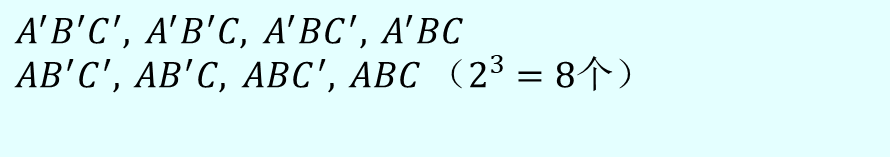 A′B′C′, A′B′C, A′BC′, A′BC
AB′C′, AB′C, ABC′, ABC（2³ = 8个）